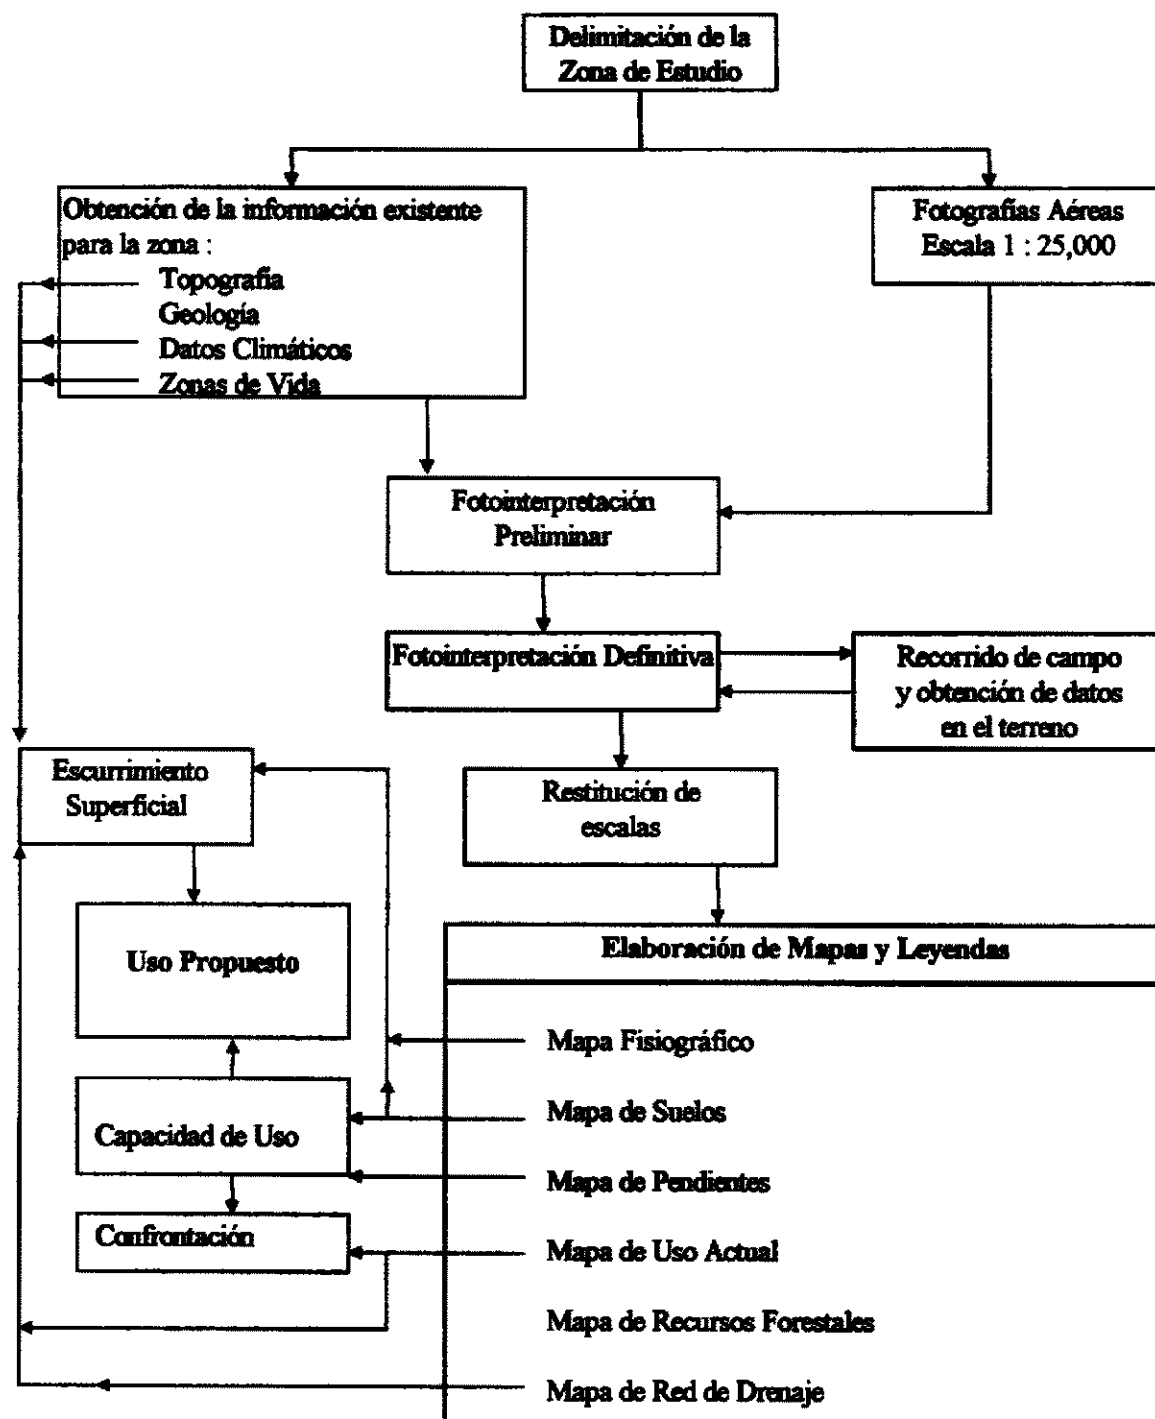 Delimitación de la
Zona de Estudio
Obtención de la información existente
para la zona :
Topografía
Geología
Datos Climáticos
Zonas de Vida
Fotografías Aéreas
Escala 1 : 25,000
Fotointerpretación
Preliminar
Fotointerpretación Definitiva
Recorrido de campo
y obtención de datos
en el terreno
Escurrimiento
Superficial
Restitución de
escalas
Uso Propuesto
Elaboración de Mapas y Leyendas
Mapa Fisiográfico
Capacidad de Uso
Mapa de Suelos
Mapa de Pendientes
Confrontación
Mapa de Uso Actual
Mapa de Recursos Forestales
Mapa de Red de Drenaje